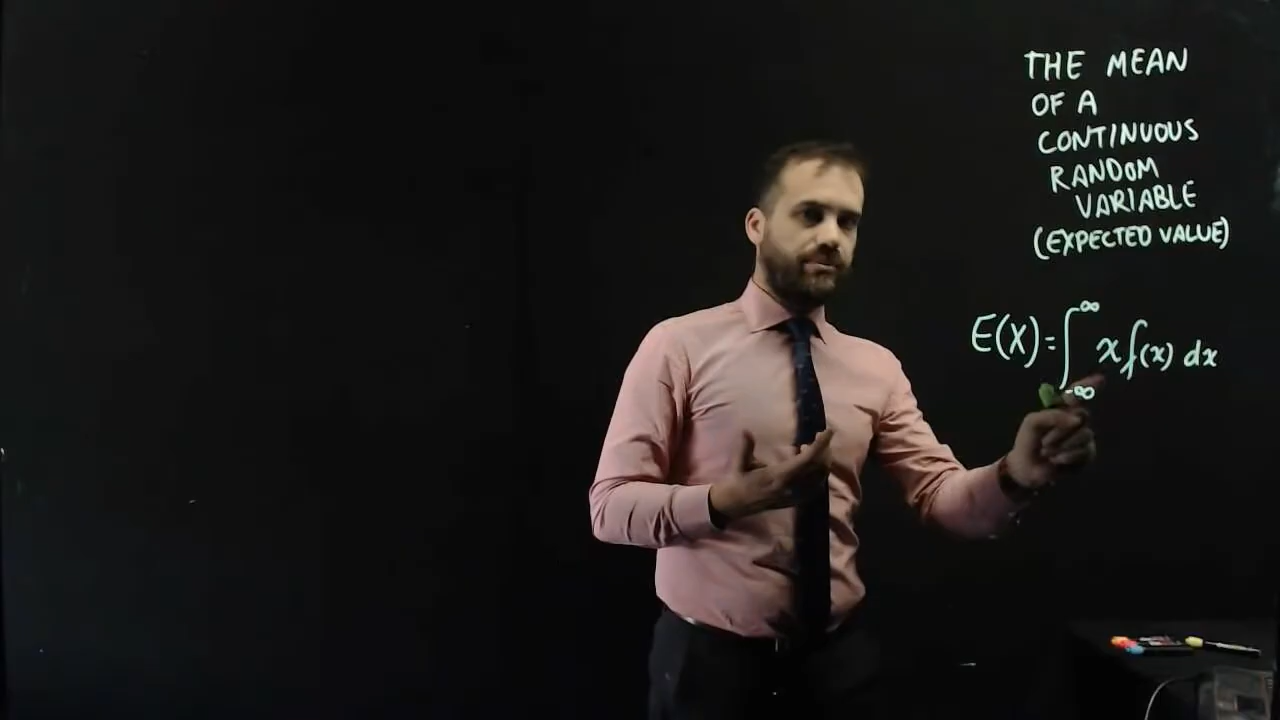 THE MEAN
OF A
CONTINUOUS
RANDOM
VARIABLE
(EXPECTED VALUE)
E(X) = ∫_{-∞}^{∞} x f(x) dx